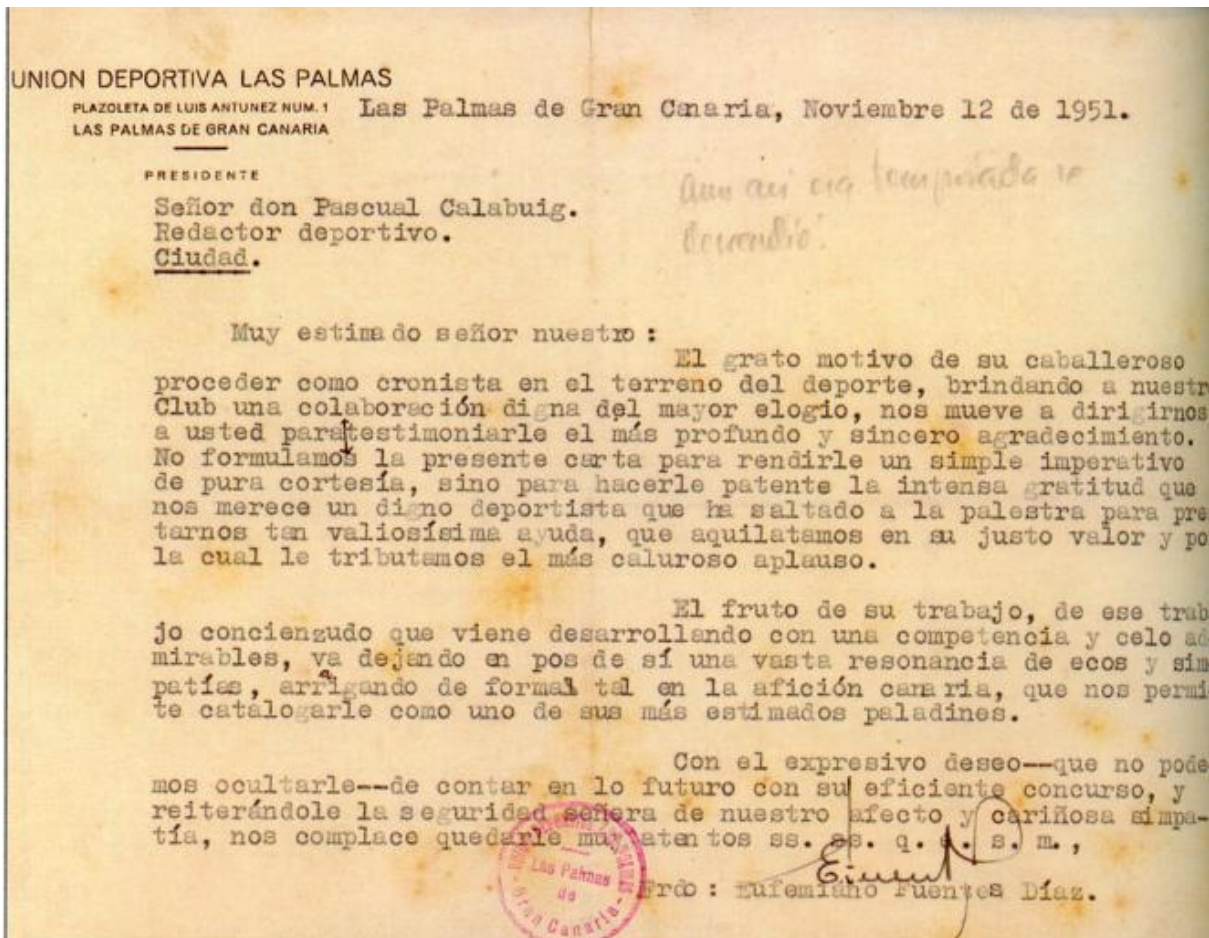 UNION DEPORTIVA LAS PALMAS
PLAZOLETA DE LUIS ANTUNEZ NUM. 1
LAS PALMAS DE GRAN CANARIA
Las Palmas de Gran Canaria, Noviembre 12 de 1951.
PRESIDENTE
Aun así esa temporada se
Señor don Pascual Calabuig.
Redactor deportivo.
Ciudad.
Muy estimado señor nuestro:
El grato motivo de su caballeroso
proceder como cronista en el terreno del deporte, brindando a nuestr
Club una colaboración digna del mayor elogio, nos mueve a dirigirnos
a usted paratestimoniarle el más profundo y sincero agradecimiento.
No formulamos la presente carta para rendirle un simple imperativo
de pura cortesía, sino para hacerle patente la intensa gratitud que
nos merece un digno deportista que ha saltado a la palestra para pre
tarnos tan valiosísima ayuda, que aquilatamos en su justo valor y po
la cual le tributamos el más caluroso aplauso.
El fruto de su trabajo, de ese trab
jo concienzudo que viene desarrollando con una competencia y celo ad
mirables, va dejando en pos de sí una vasta resonancia de ecos y sim
patías, arrigando de formal tal en la afición canaria, que nos permi
te catalogarle como uno de sus más estimados paladines.
Con el expresivo deseo--que no pode
mos ocultarle--de contar en lo futuro con su eficiente concurso, y
reiterándole la seguridad señera de nuestro afecto y cariñosa simpa-
tía, nos complace quedarle muy atentos ss. ss. q. e. s. m.,
Las Palmas
de
Gran Canaria
Frdo: Eufemiano Fuentes Díaz.